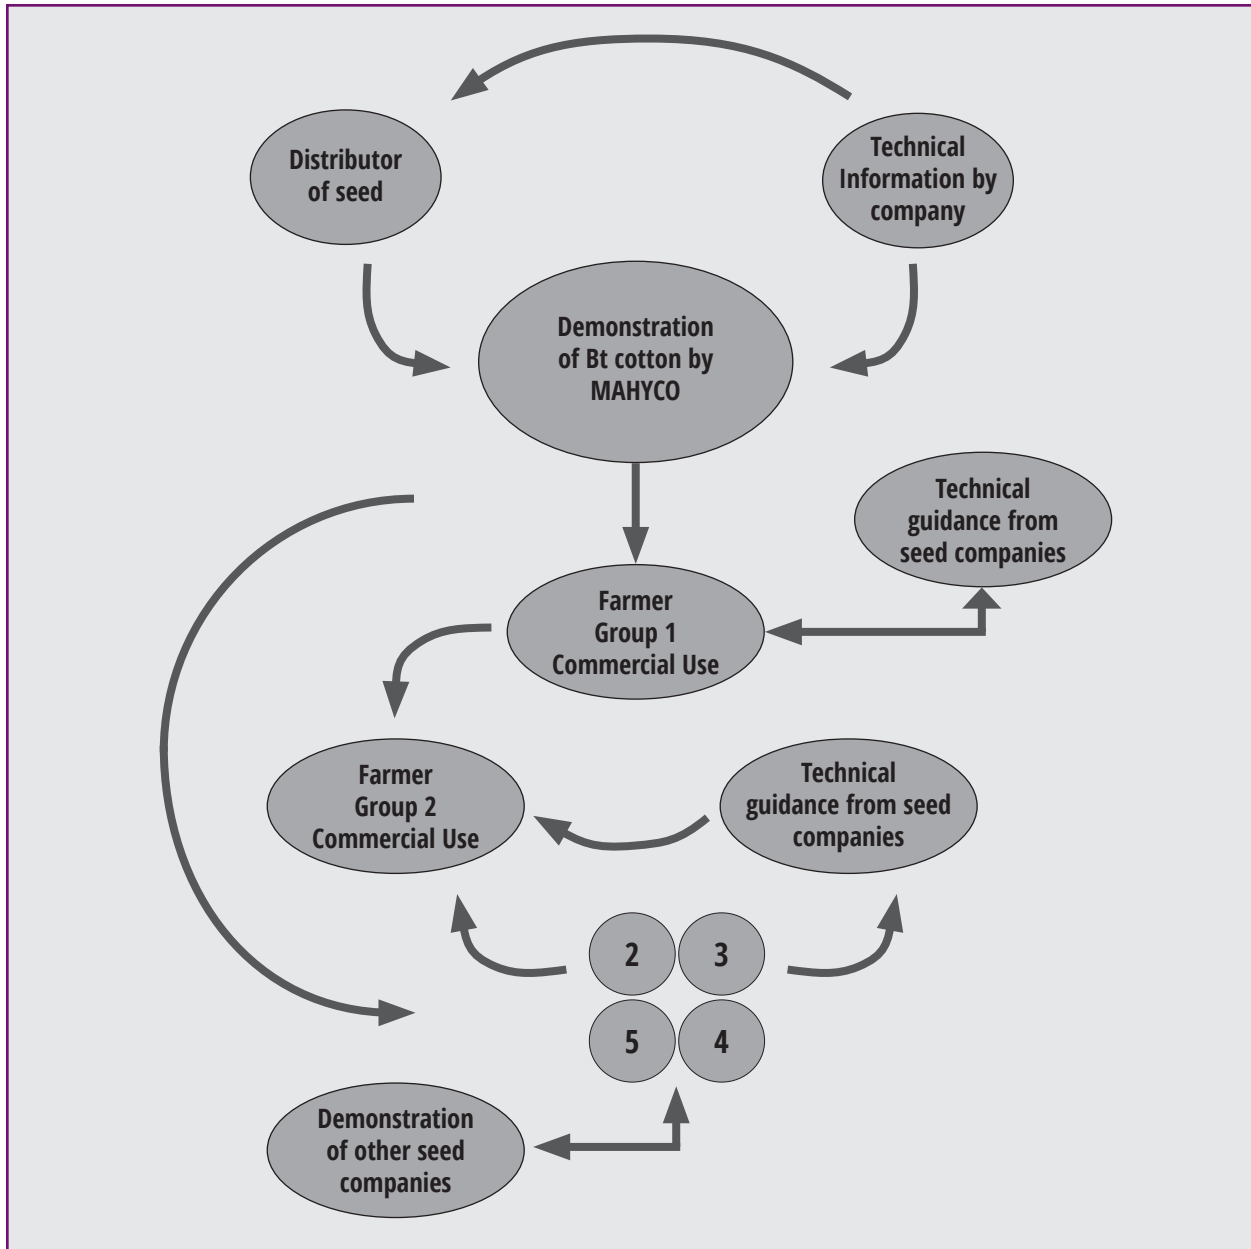 Distributor
of seed
Technical
Information by
company
Demonstration
of Bt cotton by
MAHYCO
Technical
guidance from
seed companies
Farmer
Group 1
Commercial Use
Farmer
Group 2
Commercial Use
Technical
guidance from seed
companies
2
3
5
4
Demonstration
of other seed
companies